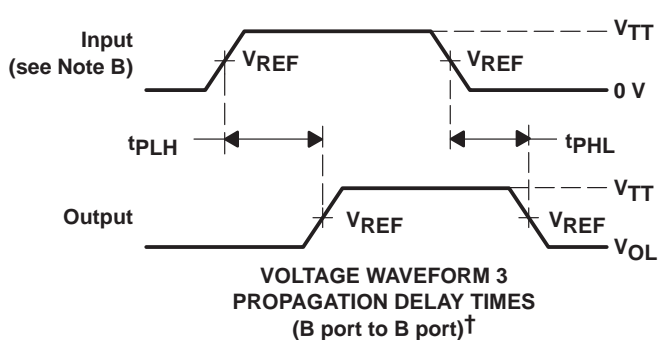 Input
(see Note B)
VREF
VREF
VTT
0 V
tPLH
tPHL
Output
VREF
VREF
VTT
VOL
VOLTAGE WAVEFORM 3
PROPAGATION DELAY TIMES
(B port to B port)†